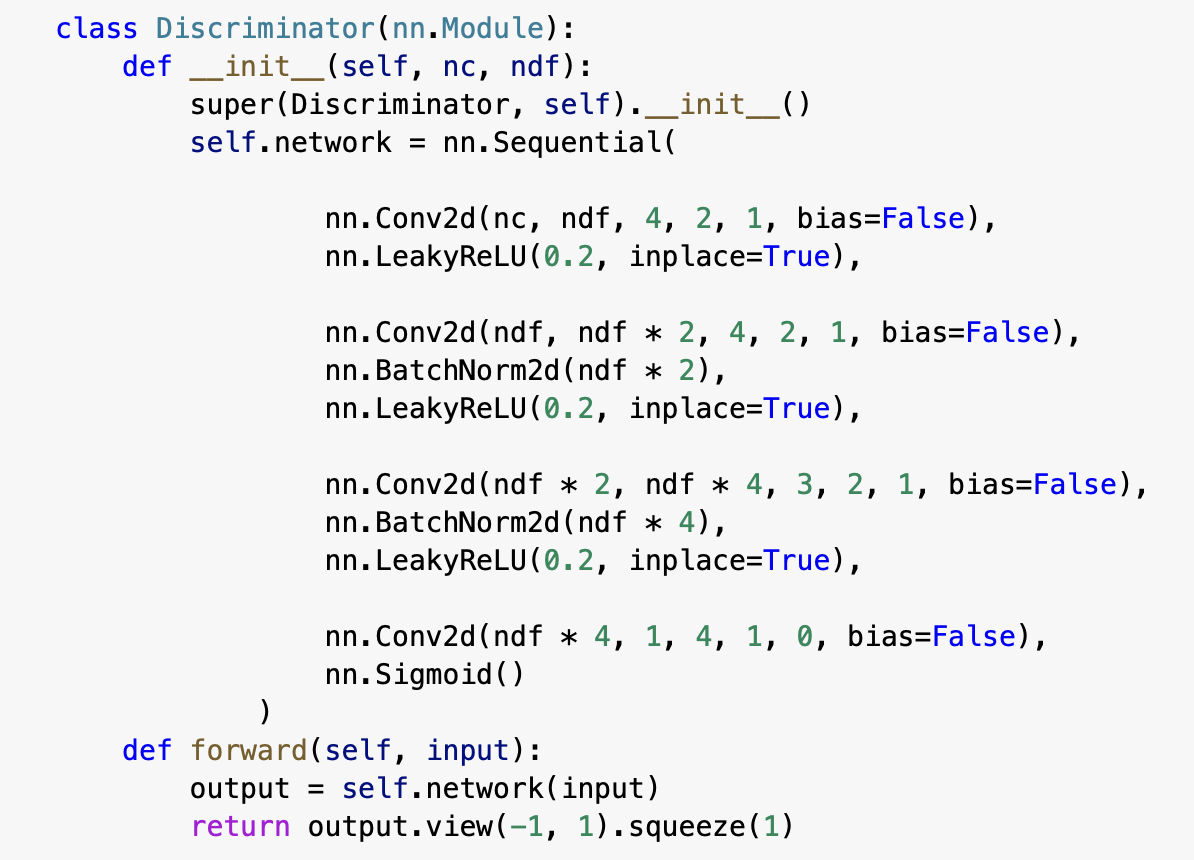 class Discriminator(nn.Module):
    def __init__(self, nc, ndf):
        super(Discriminator, self).__init__()
        self.network = nn.Sequential(

                nn.Conv2d(nc, ndf, 4, 2, 1, bias=False),
                nn.LeakyReLU(0.2, inplace=True),

                nn.Conv2d(ndf, ndf * 2, 4, 2, 1, bias=False),
                nn.BatchNorm2d(ndf * 2),
                nn.LeakyReLU(0.2, inplace=True),

                nn.Conv2d(ndf * 2, ndf * 4, 3, 2, 1, bias=False),
                nn.BatchNorm2d(ndf * 4),
                nn.LeakyReLU(0.2, inplace=True),

                nn.Conv2d(ndf * 4, 1, 4, 1, 0, bias=False),
                nn.Sigmoid()
            )
    def forward(self, input):
        output = self.network(input)
        return output.view(-1, 1).squeeze(1)